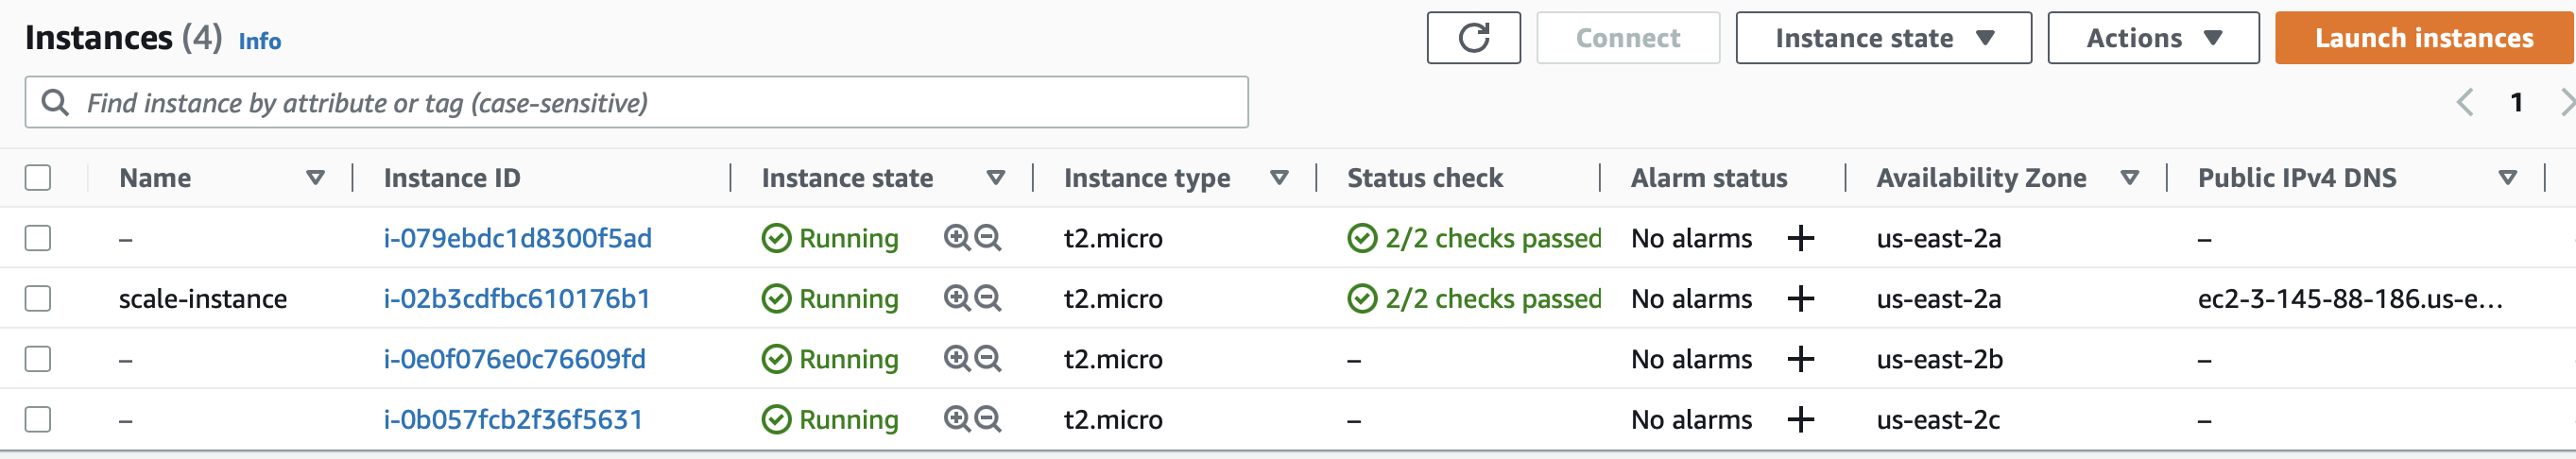 Instances (4) Info Connect Instance state Actions Launch instances
Find instance by attribute or tag (case-sensitive) 1
Name Instance ID Instance state Instance type Status check Alarm status Availability Zone Public IPv4 DNS
– i-079ebdc1d8300f5ad Running t2.micro 2/2 checks passed No alarms + us-east-2a –
scale-instance i-02b3cdfbc610176b1 Running t2.micro 2/2 checks passed No alarms + us-east-2a ec2-3-145-88-186.us-e...
– i-0e0f076e0c76609fd Running t2.micro – No alarms + us-east-2b –
– i-0b057fcb2f36f5631 Running t2.micro – No alarms + us-east-2c –